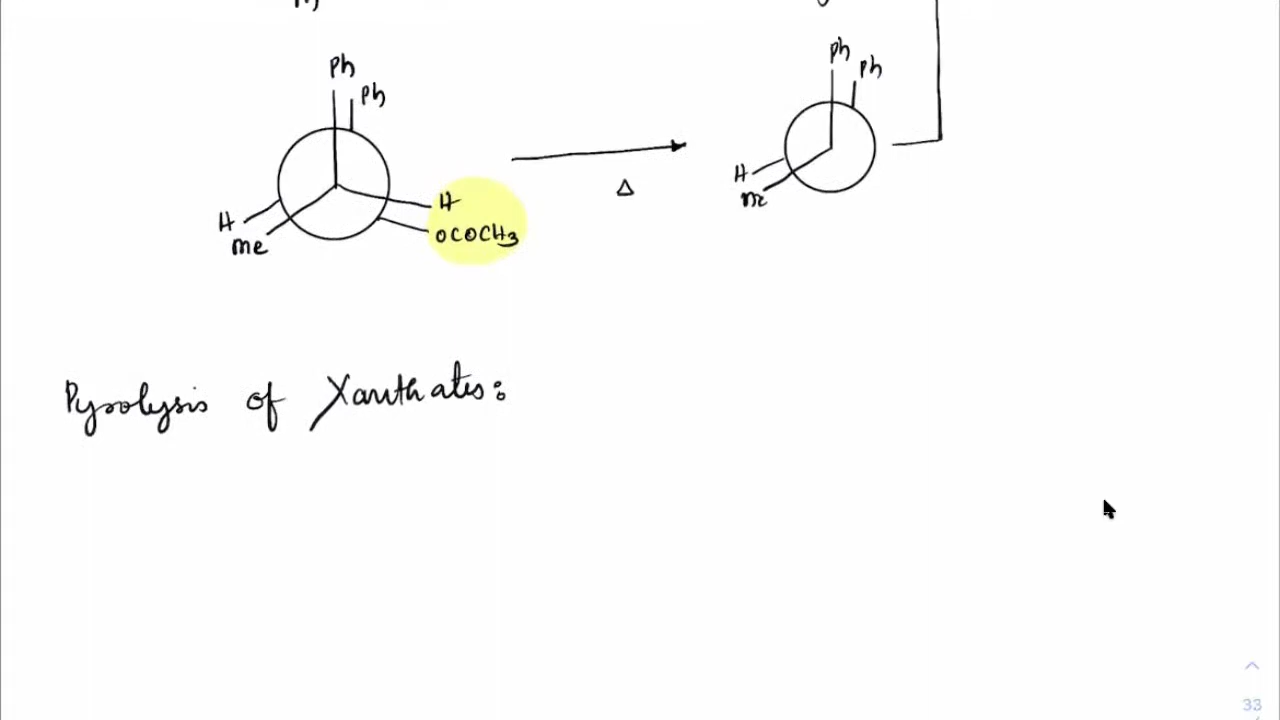 Ph
Ph
Ph
Ph
H
OCOCH3
H
me
Δ
H
me
Pyrolysis of Xanthates:
33